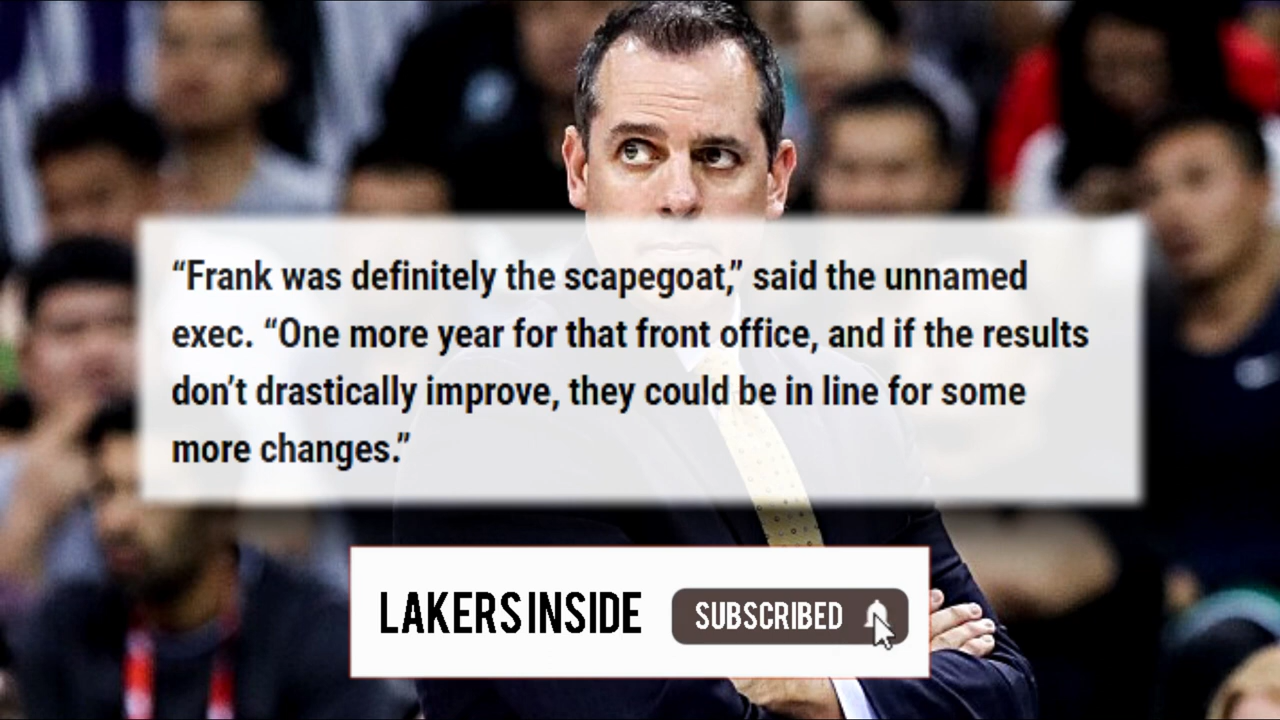 “Frank was definitely the scapegoat,” said the unnamed
exec. “One more year for that front office, and if the results
don’t drastically improve, they could be in line for some
more changes.”
LAKERS INSIDE
SUBSCRIBED